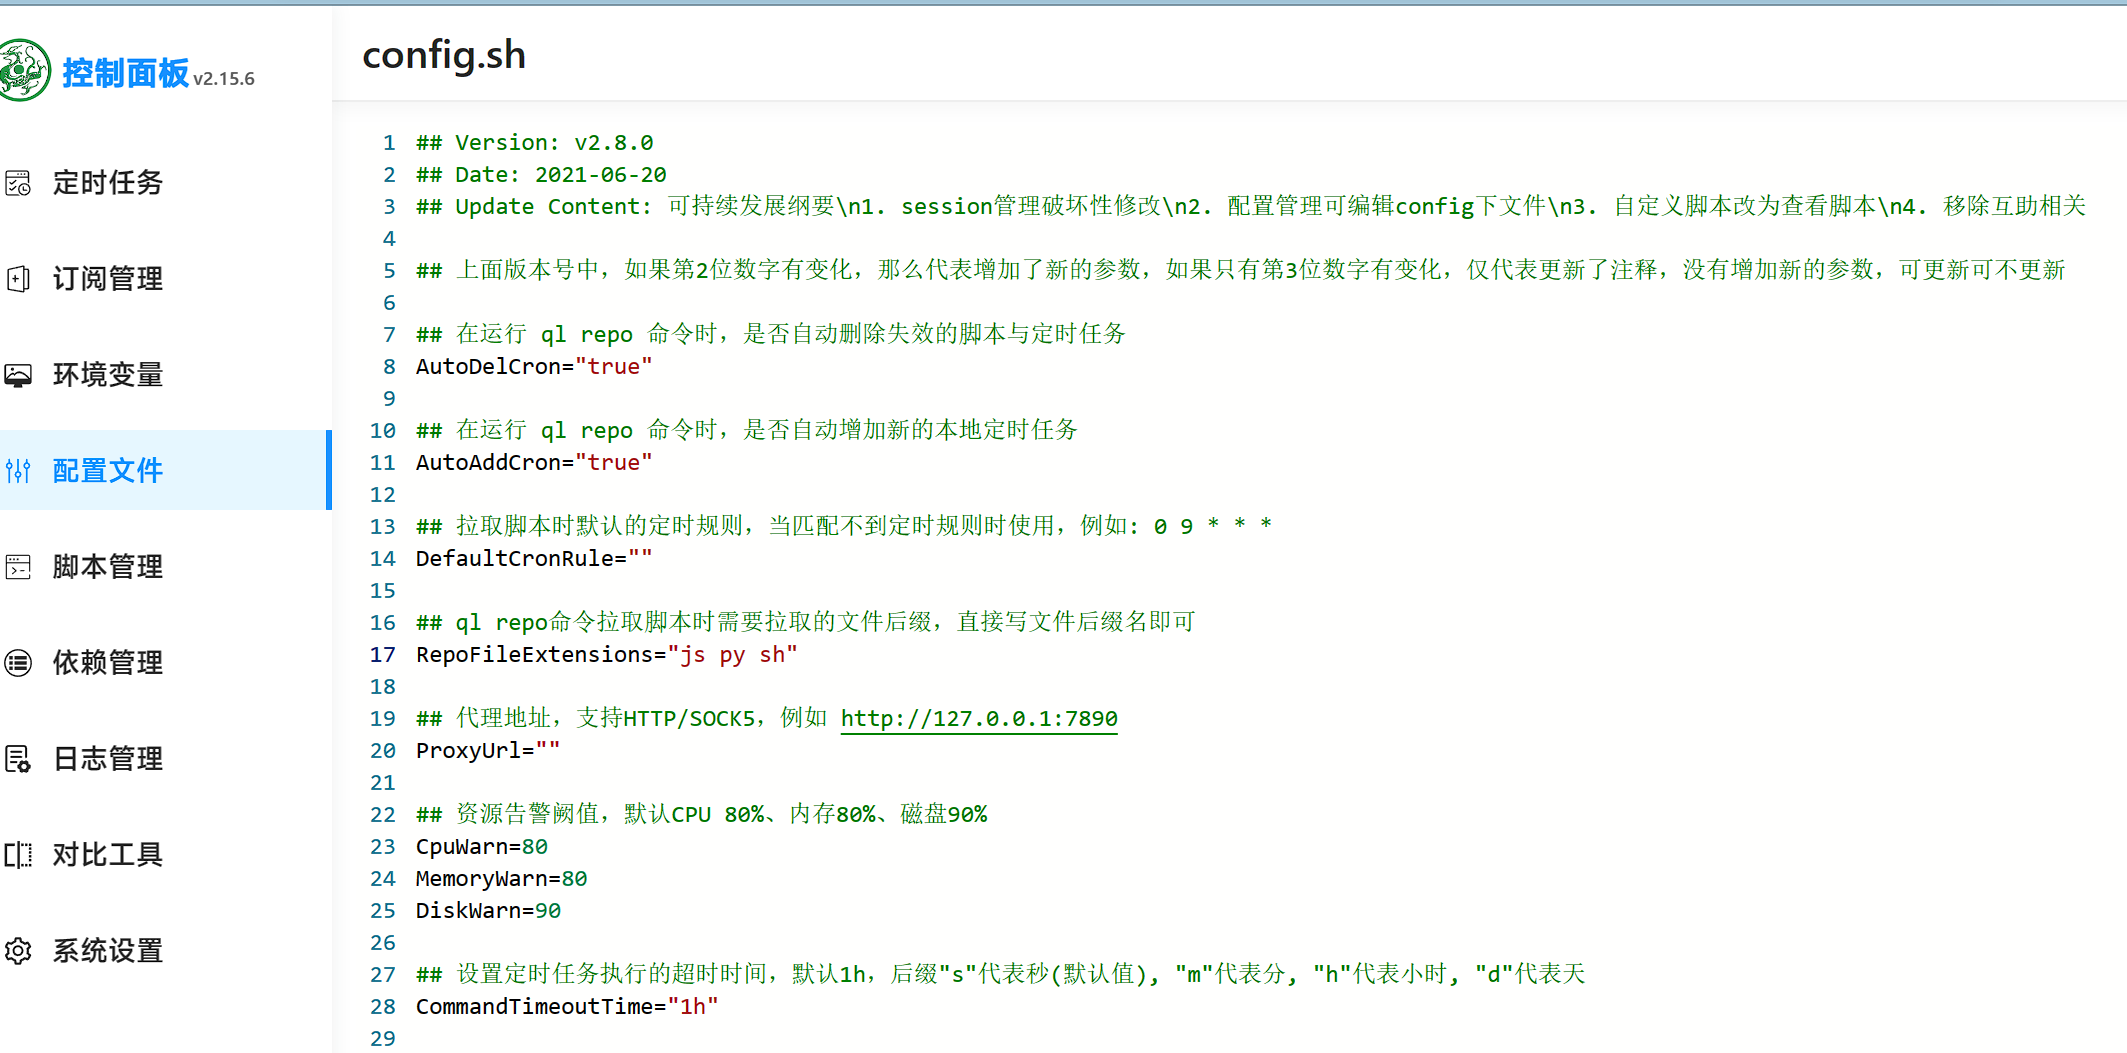 控制面板 v2.15.6
定时任务
订阅管理
环境变量
配置文件
脚本管理
依赖管理
日志管理
对比工具
系统设置
config.sh
1 ## Version: v2.8.0
2 ## Date: 2021-06-20
3 ## Update Content: 可持续发展纲要\n1. session管理破坏性修改\n2. 配置管理可编辑config下文件\n3. 自定义脚本改为查看脚本\n4. 移除互助相关
4
5 ## 上面版本号中，如果第2位数字有变化，那么代表增加了新的参数，如果只有第3位数字有变化，仅代表更新了注释，没有增加新的参数，可更新可不更新
6
7 ## 在运行 ql repo 命令时，是否自动删除失效的脚本与定时任务
8 AutoDelCron="true"
9
10 ## 在运行 ql repo 命令时，是否自动增加新的本地定时任务
11 AutoAddCron="true"
12
13 ## 拉取脚本时默认的定时规则，当匹配不到定时规则时使用，例如: 0 9 * * *
14 DefaultCronRule=""
15
16 ## ql repo命令拉取脚本时需要拉取的文件后缀，直接写文件后缀名即可
17 RepoFileExtensions="js py sh"
18
19 ## 代理地址，支持HTTP/SOCK5，例如 http://127.0.0.1:7890
20 ProxyUrl=""
21
22 ## 资源告警阙值，默认CPU 80%、内存80%、磁盘90%
23 CpuWarn=80
24 MemoryWarn=80
25 DiskWarn=90
26
27 ## 设置定时任务执行的超时时间，默认1h，后缀"s"代表秒(默认值), "m"代表分, "h"代表小时, "d"代表天
28 CommandTimeoutTime="1h"
29